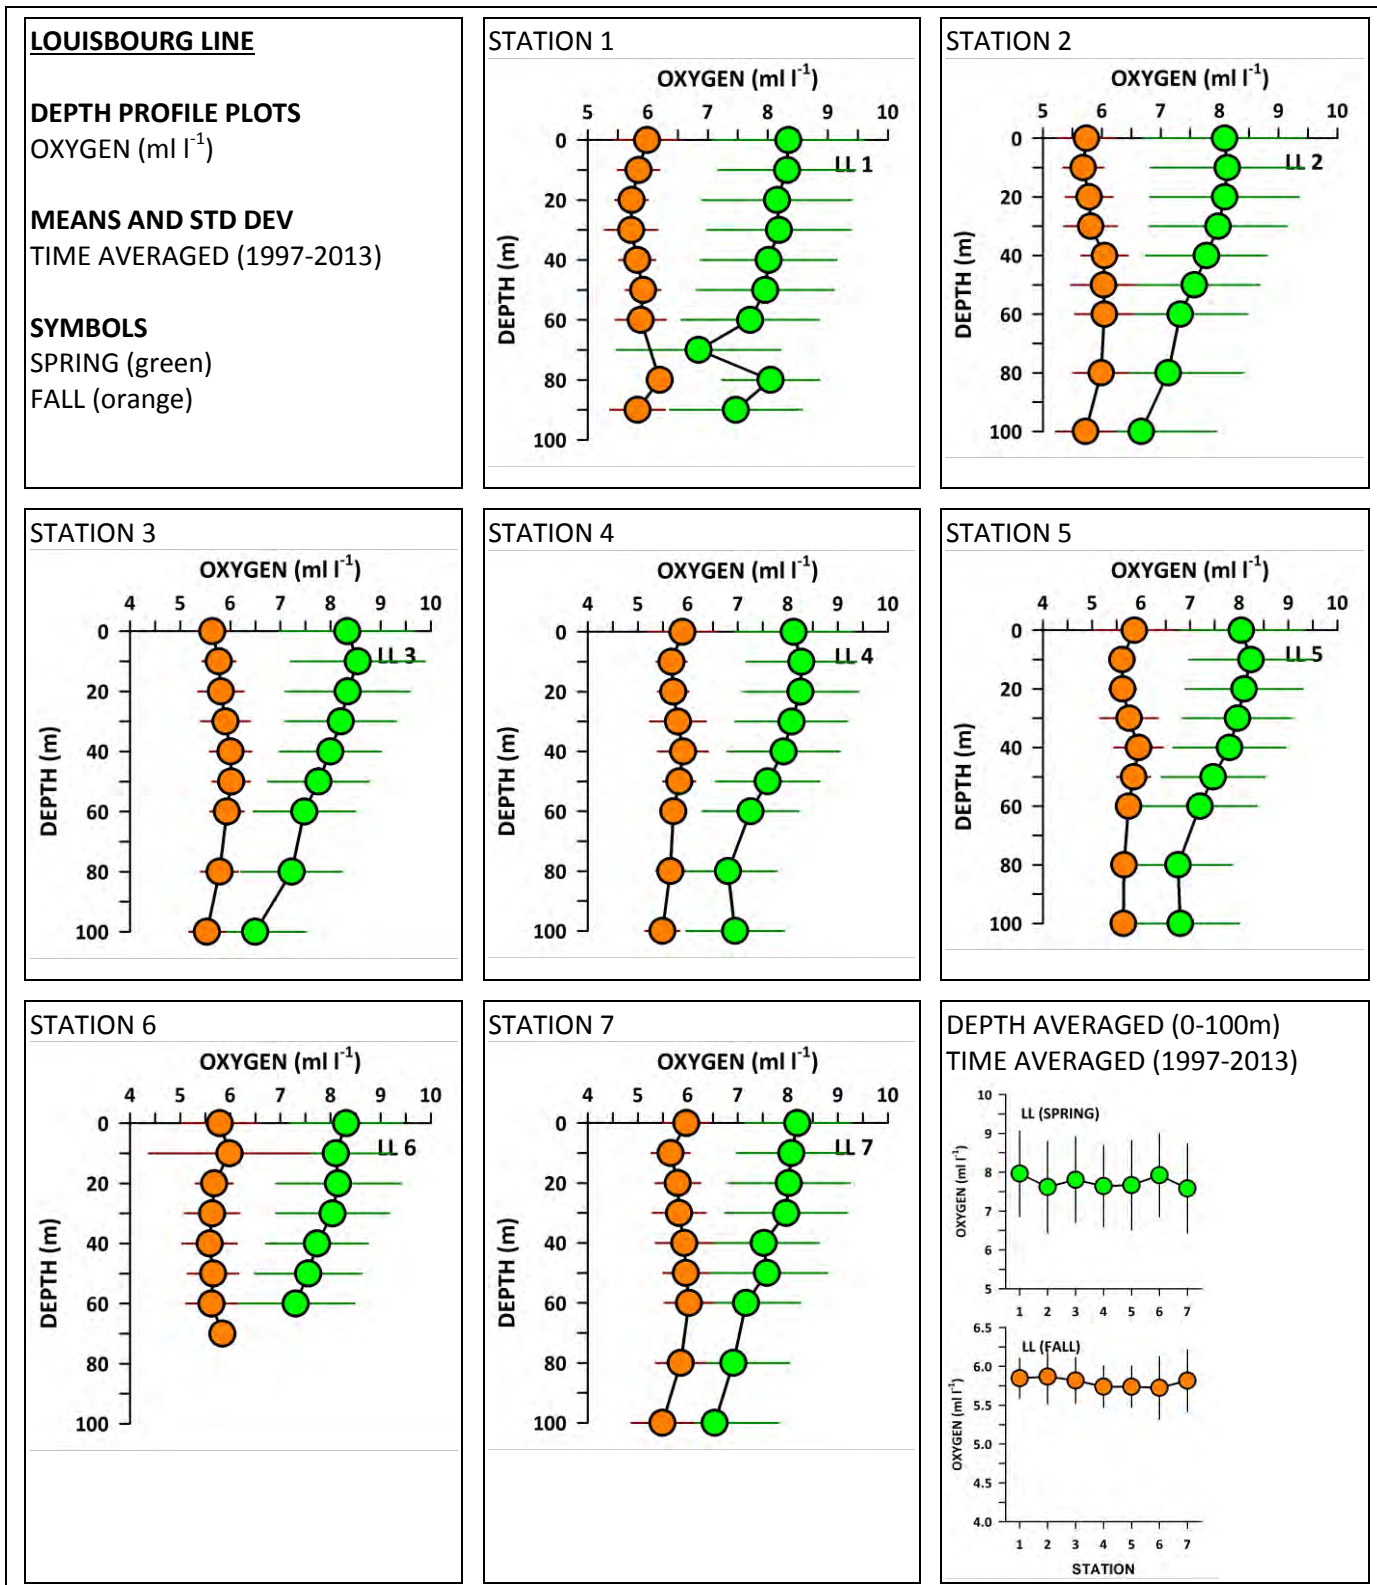 LOUISBOURG LINE
DEPTH PROFILE PLOTS
OXYGEN (ml l⁻¹)
MEANS AND STD DEV
TIME AVERAGED (1997-2013)
SYMBOLS
SPRING (green)
FALL (orange)
STATION 1
OXYGEN (ml l⁻¹)
5 6 7 8 9 10
LL 1
DEPTH (m)
0
20
40
60
80
100
STATION 2
OXYGEN (ml l⁻¹)
5 6 7 8 9 10
LL 2
DEPTH (m)
0
20
40
60
80
100
STATION 3
OXYGEN (ml l⁻¹)
4 5 6 7 8 9 10
LL 3
DEPTH (m)
0
20
40
60
80
100
STATION 4
OXYGEN (ml l⁻¹)
4 5 6 7 8 9 10
LL 4
DEPTH (m)
0
20
40
60
80
100
STATION 5
OXYGEN (ml l⁻¹)
4 5 6 7 8 9 10
LL 5
DEPTH (m)
0
20
40
60
80
100
STATION 6
OXYGEN (ml l⁻¹)
4 5 6 7 8 9 10
LL 6
DEPTH (m)
0
20
40
60
80
100
STATION 7
OXYGEN (ml l⁻¹)
4 5 6 7 8 9 10
LL 7
DEPTH (m)
0
20
40
60
80
100
DEPTH AVERAGED (0-100m)
TIME AVERAGED (1997-2013)
LL (SPRING)
OXYGEN (ml l⁻¹)
10
9
8
7
6
5
1 2 3 4 5 6 7
LL (FALL)
OXYGEN (ml l⁻¹)
6.5
6.0
5.5
5.0
4.5
4.0
1 2 3 4 5 6 7
STATION